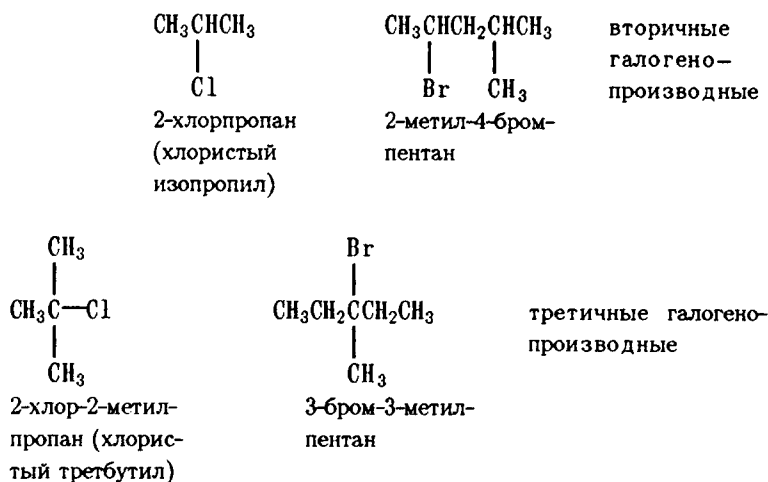 CH₃CHCH₃ CH₃CHCH₂CHCH₃ вторичные
галогено-
Cl Br CH₃ производные
2-хлорпропан 2-метил-4-бром-
(хлористый пентан
изопропил)
CH₃ Br
CH₃C—Cl CH₃CH₂CCH₂CH₃ третичные галогено-
производные
CH₃ CH₃
2-хлор-2-метил- 3-бром-3-метил-
пропан (хлорис- пентан
тый третбутил)